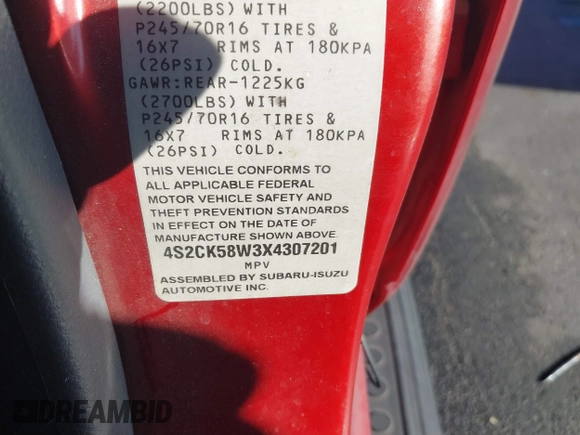 (2200LBS) WITH
P245/70R16 TIRES &
16X7 RIMS AT 180KPA
(26PSI) COLD.
GAWR:REAR-1225KG
(2700LBS) WITH
P245/70R16 TIRES &
16X7 RIMS AT 180KPA
(26PSI) COLD.
THIS VEHICLE CONFORMS TO
ALL APPLICABLE FEDERAL
MOTOR VEHICLE SAFETY AND
THEFT PREVENTION STANDARDS
IN EFFECT ON THE DATE OF
MANUFACTURE SHOWN ABOVE.
4S2CK58W3X4307201
MPV
ASSEMBLED BY SUBARU-ISUZU
AUTOMOTIVE INC.
DREAMBID